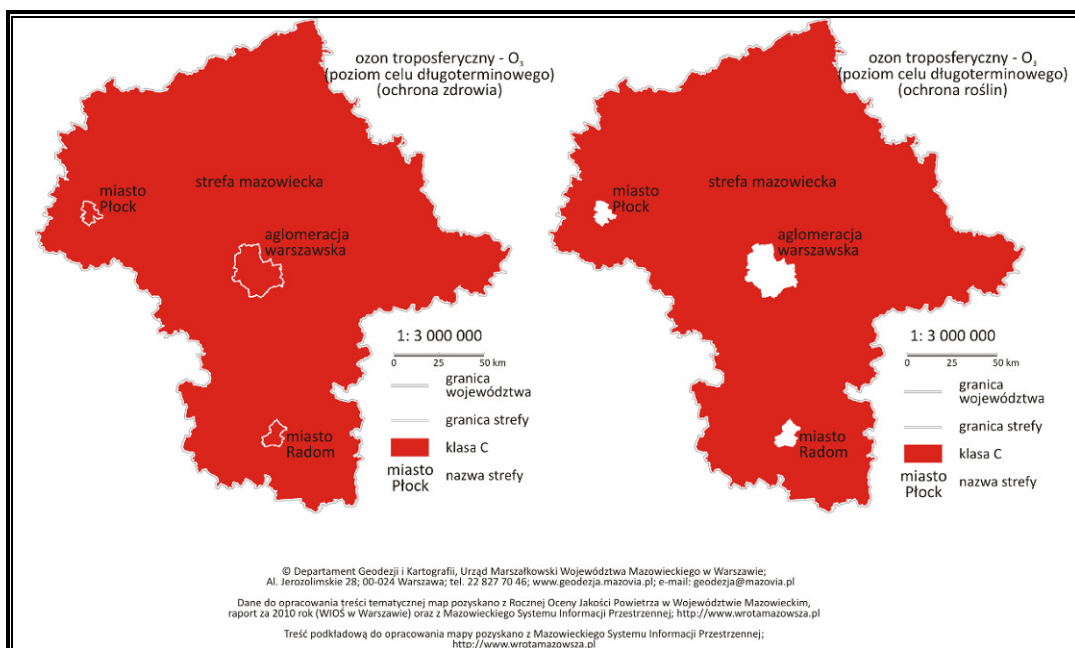 ozon troposferyczny - O₃
(poziom celu długoterminowego)
(ochrona zdrowia)
miasto
Płock
strefa mazowiecka
aglomeracja
warszawska
miasto
Radom
1: 3 000 000
0 25 50 km
granica
województwa
granica strefy
klasa C
miasto
Płock
nazwa strefy
ozon troposferyczny - O₃
(poziom celu długoterminowego)
(ochrona roślin)
miasto
Płock
strefa mazowiecka
aglomeracja
warszawska
miasto
Radom
1: 3 000 000
0 25 50 km
granica
województwa
granica strefy
klasa C
miasto
Płock
nazwa strefy
© Departament Geodezji i Kartografii, Urząd Marszałkowski Województwa Mazowieckiego w Warszawie;
Al. Jerozolimskie 28; 00-024 Warszawa; tel. 22 827 70 46; www.geodezja.mazovia.pl; e-mail: geodezja@mazovia.pl
Dane do opracowania treści tematycznej map pozyskano z Rocznej Oceny Jakości Powietrza w Województwie Mazowieckim,
raport za 2010 rok (WIOŚ w Warszawie) oraz z Mazowieckiego Systemu Informacji Przestrzennej; http://www.wrotamazowsza.pl
Treść podkładową do opracowania mapy pozyskano z Mazowieckiego Systemu Informacji Przestrzennej;
http://www.wrotamazowsza.pl